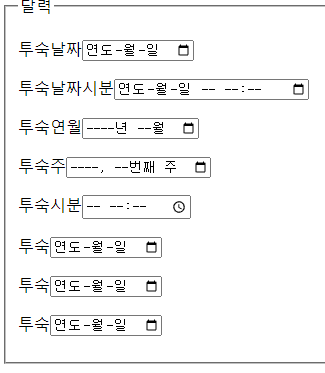 달력
투숙날짜 연도-월-일
투숙날짜시분 연도-월-일 -- --:--
투숙연월 ----년 --월
투숙주 ----, --번째 주
투숙시분 -- --:--
투숙 연도-월-일
투숙 연도-월-일
투숙 연도-월-일